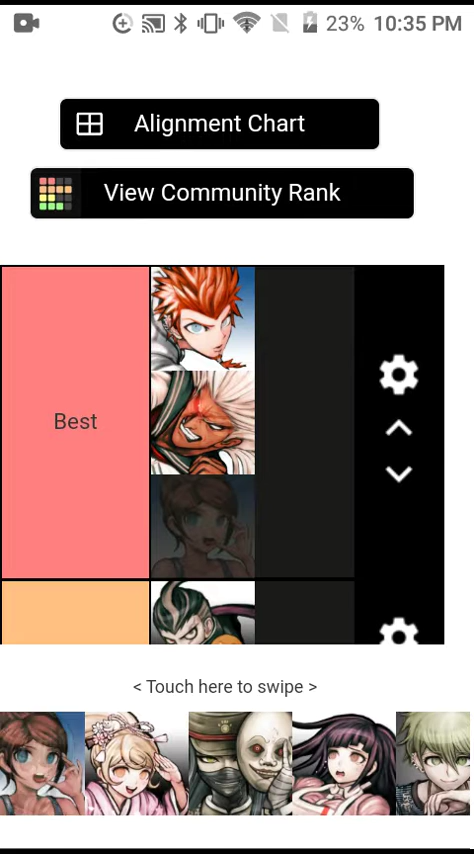 23% 10:35 PM
Alignment Chart
View Community Rank
Best
< Touch here to swipe >